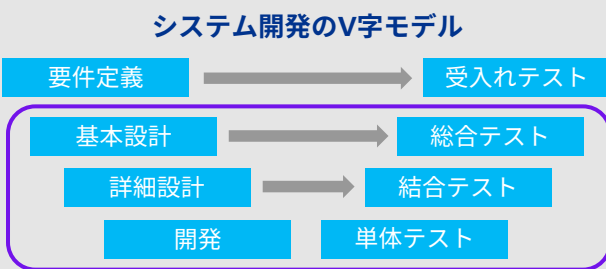 システム開発のV字モデル
要件定義
受入れテスト
基本設計
総合テスト
詳細設計
結合テスト
開発
単体テスト